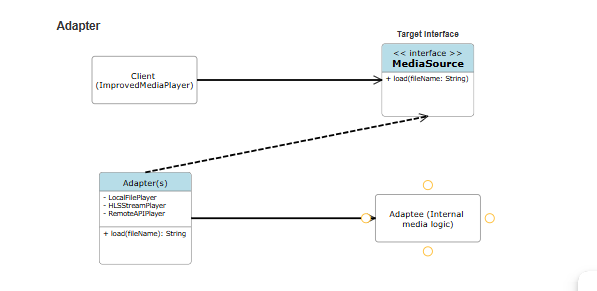 Adapter
Target Interface
<< interface >>
MediaSource
+ load(fileName: String)
Client
(ImprovedMediaPlayer)
Adapter(s)
- LocalFilePlayer
- HLSStreamPlayer
- RemoteAPIPlayer
+ load(fileName): String
Adaptee (Internal
media logic)